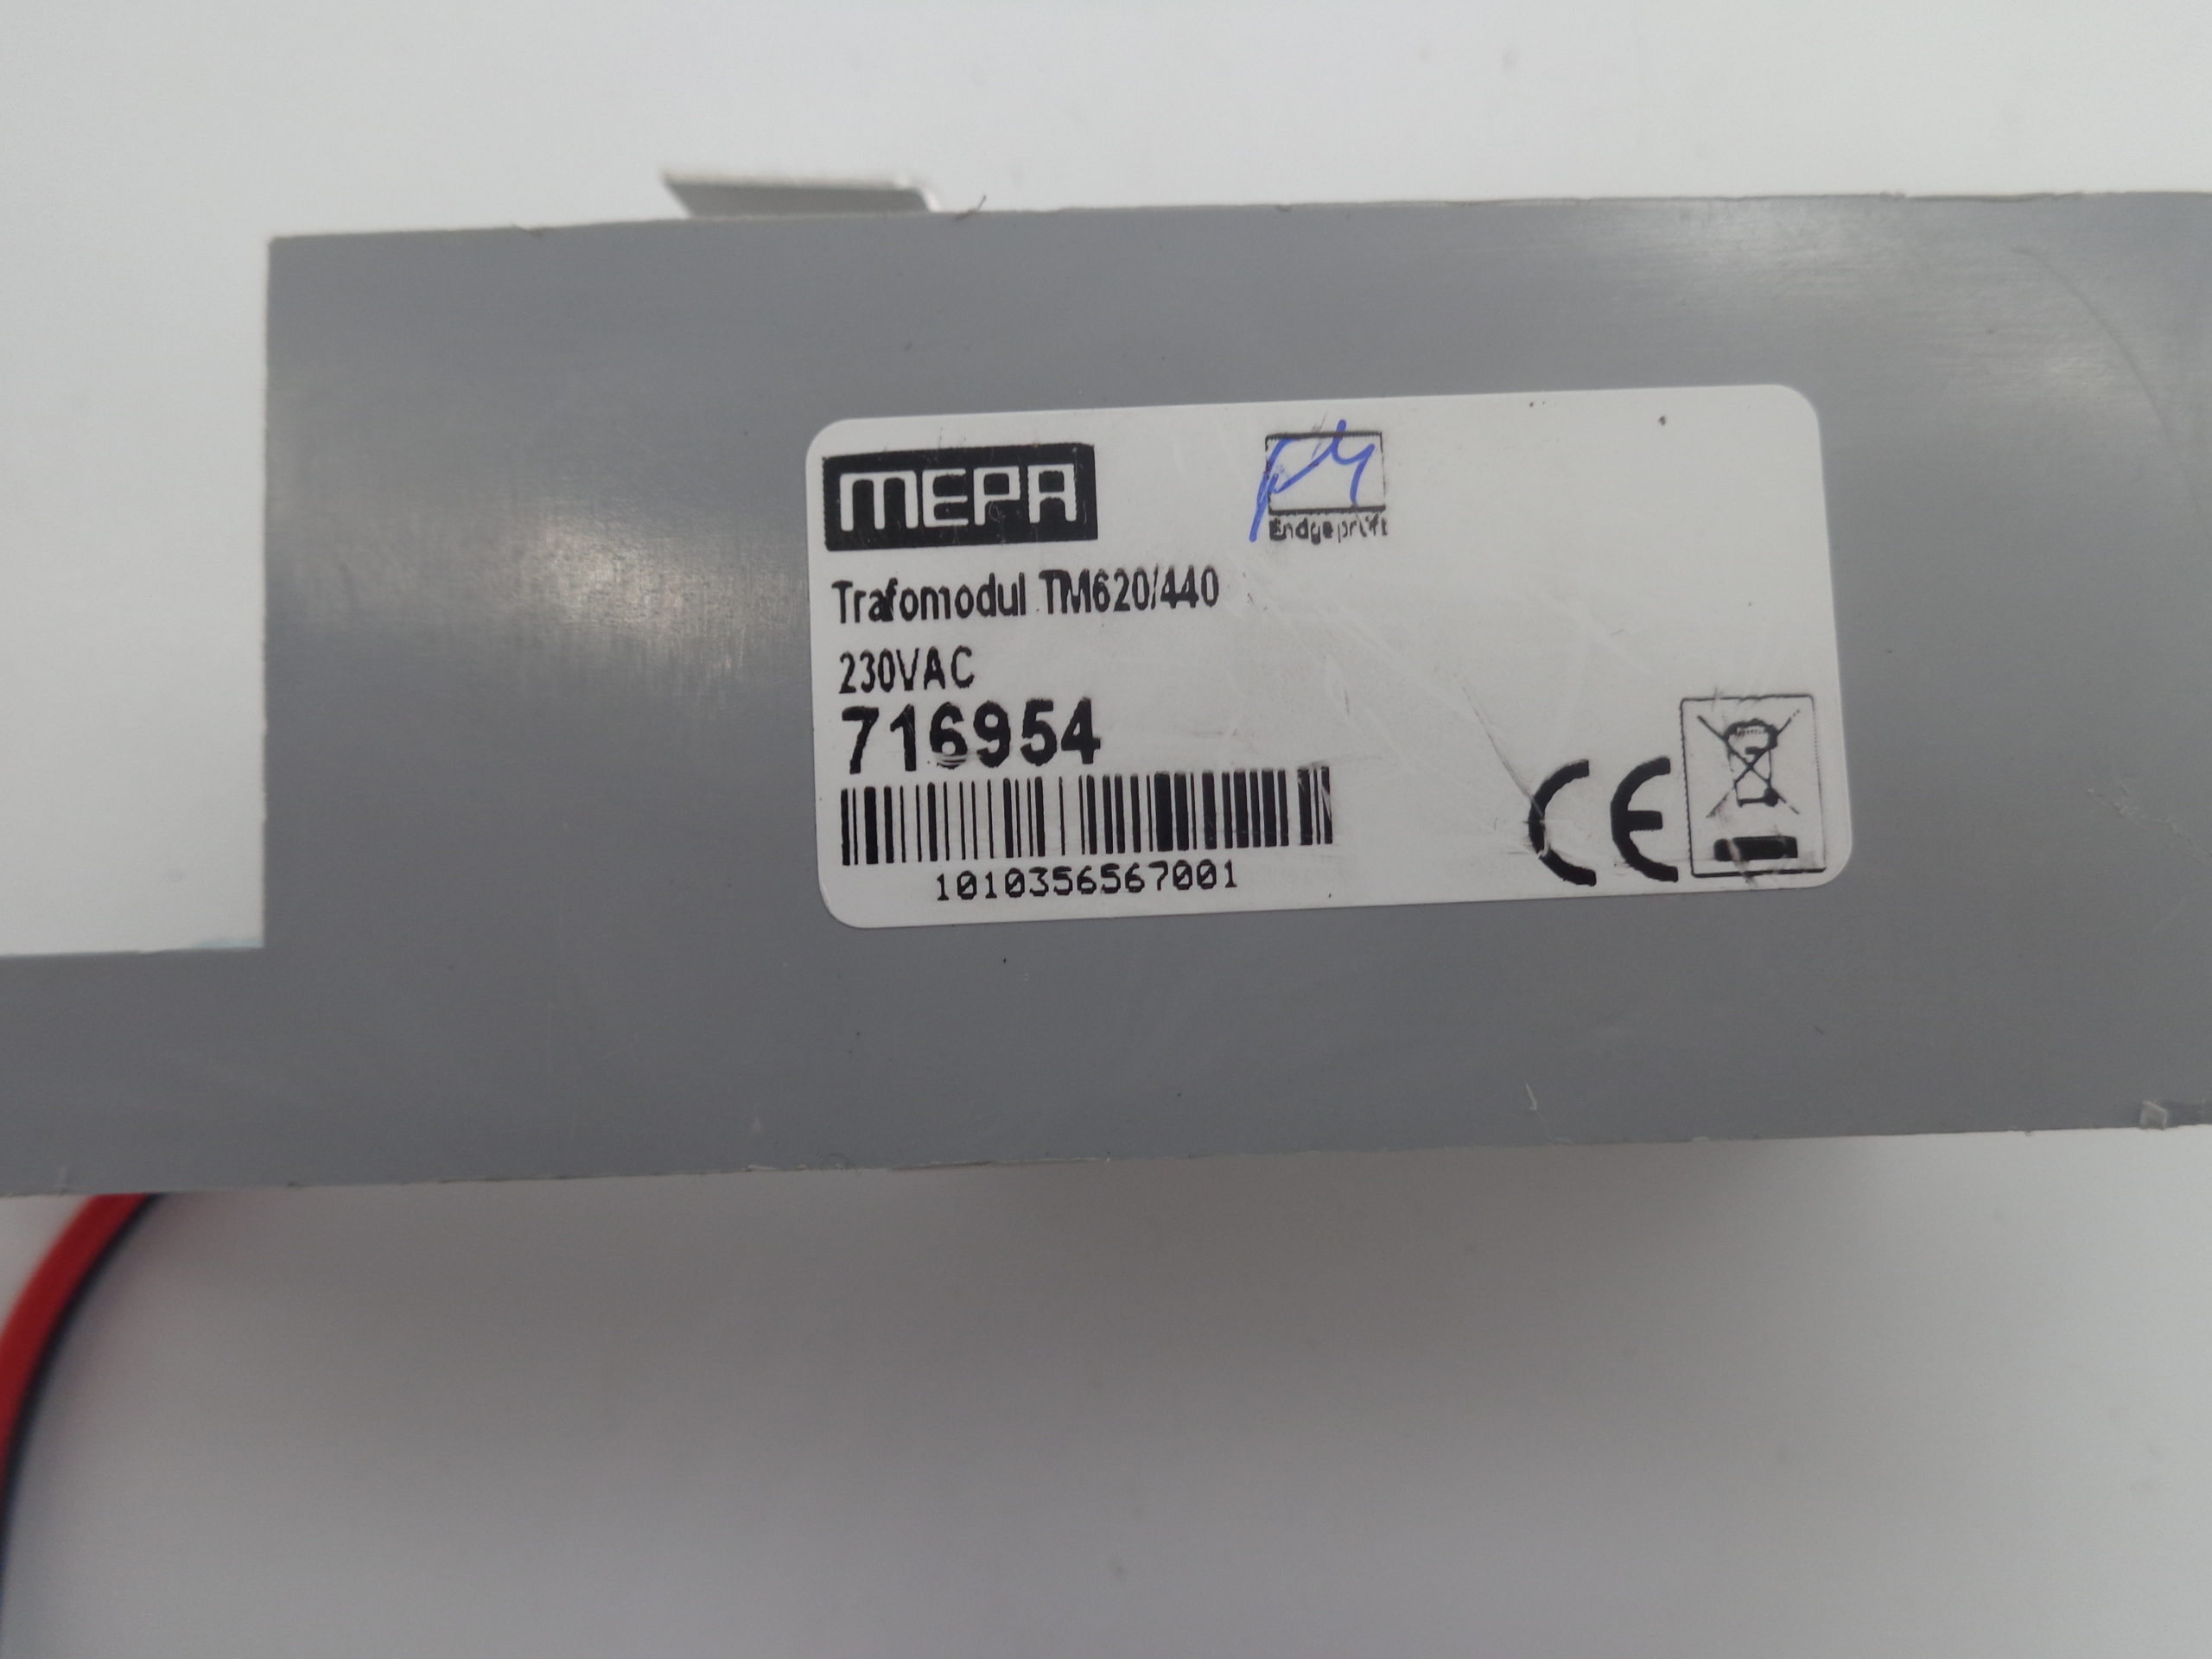 MEPA
Endgeprüft
Trafomodul TM620/440
230VAC
716954
1010356567001
CE